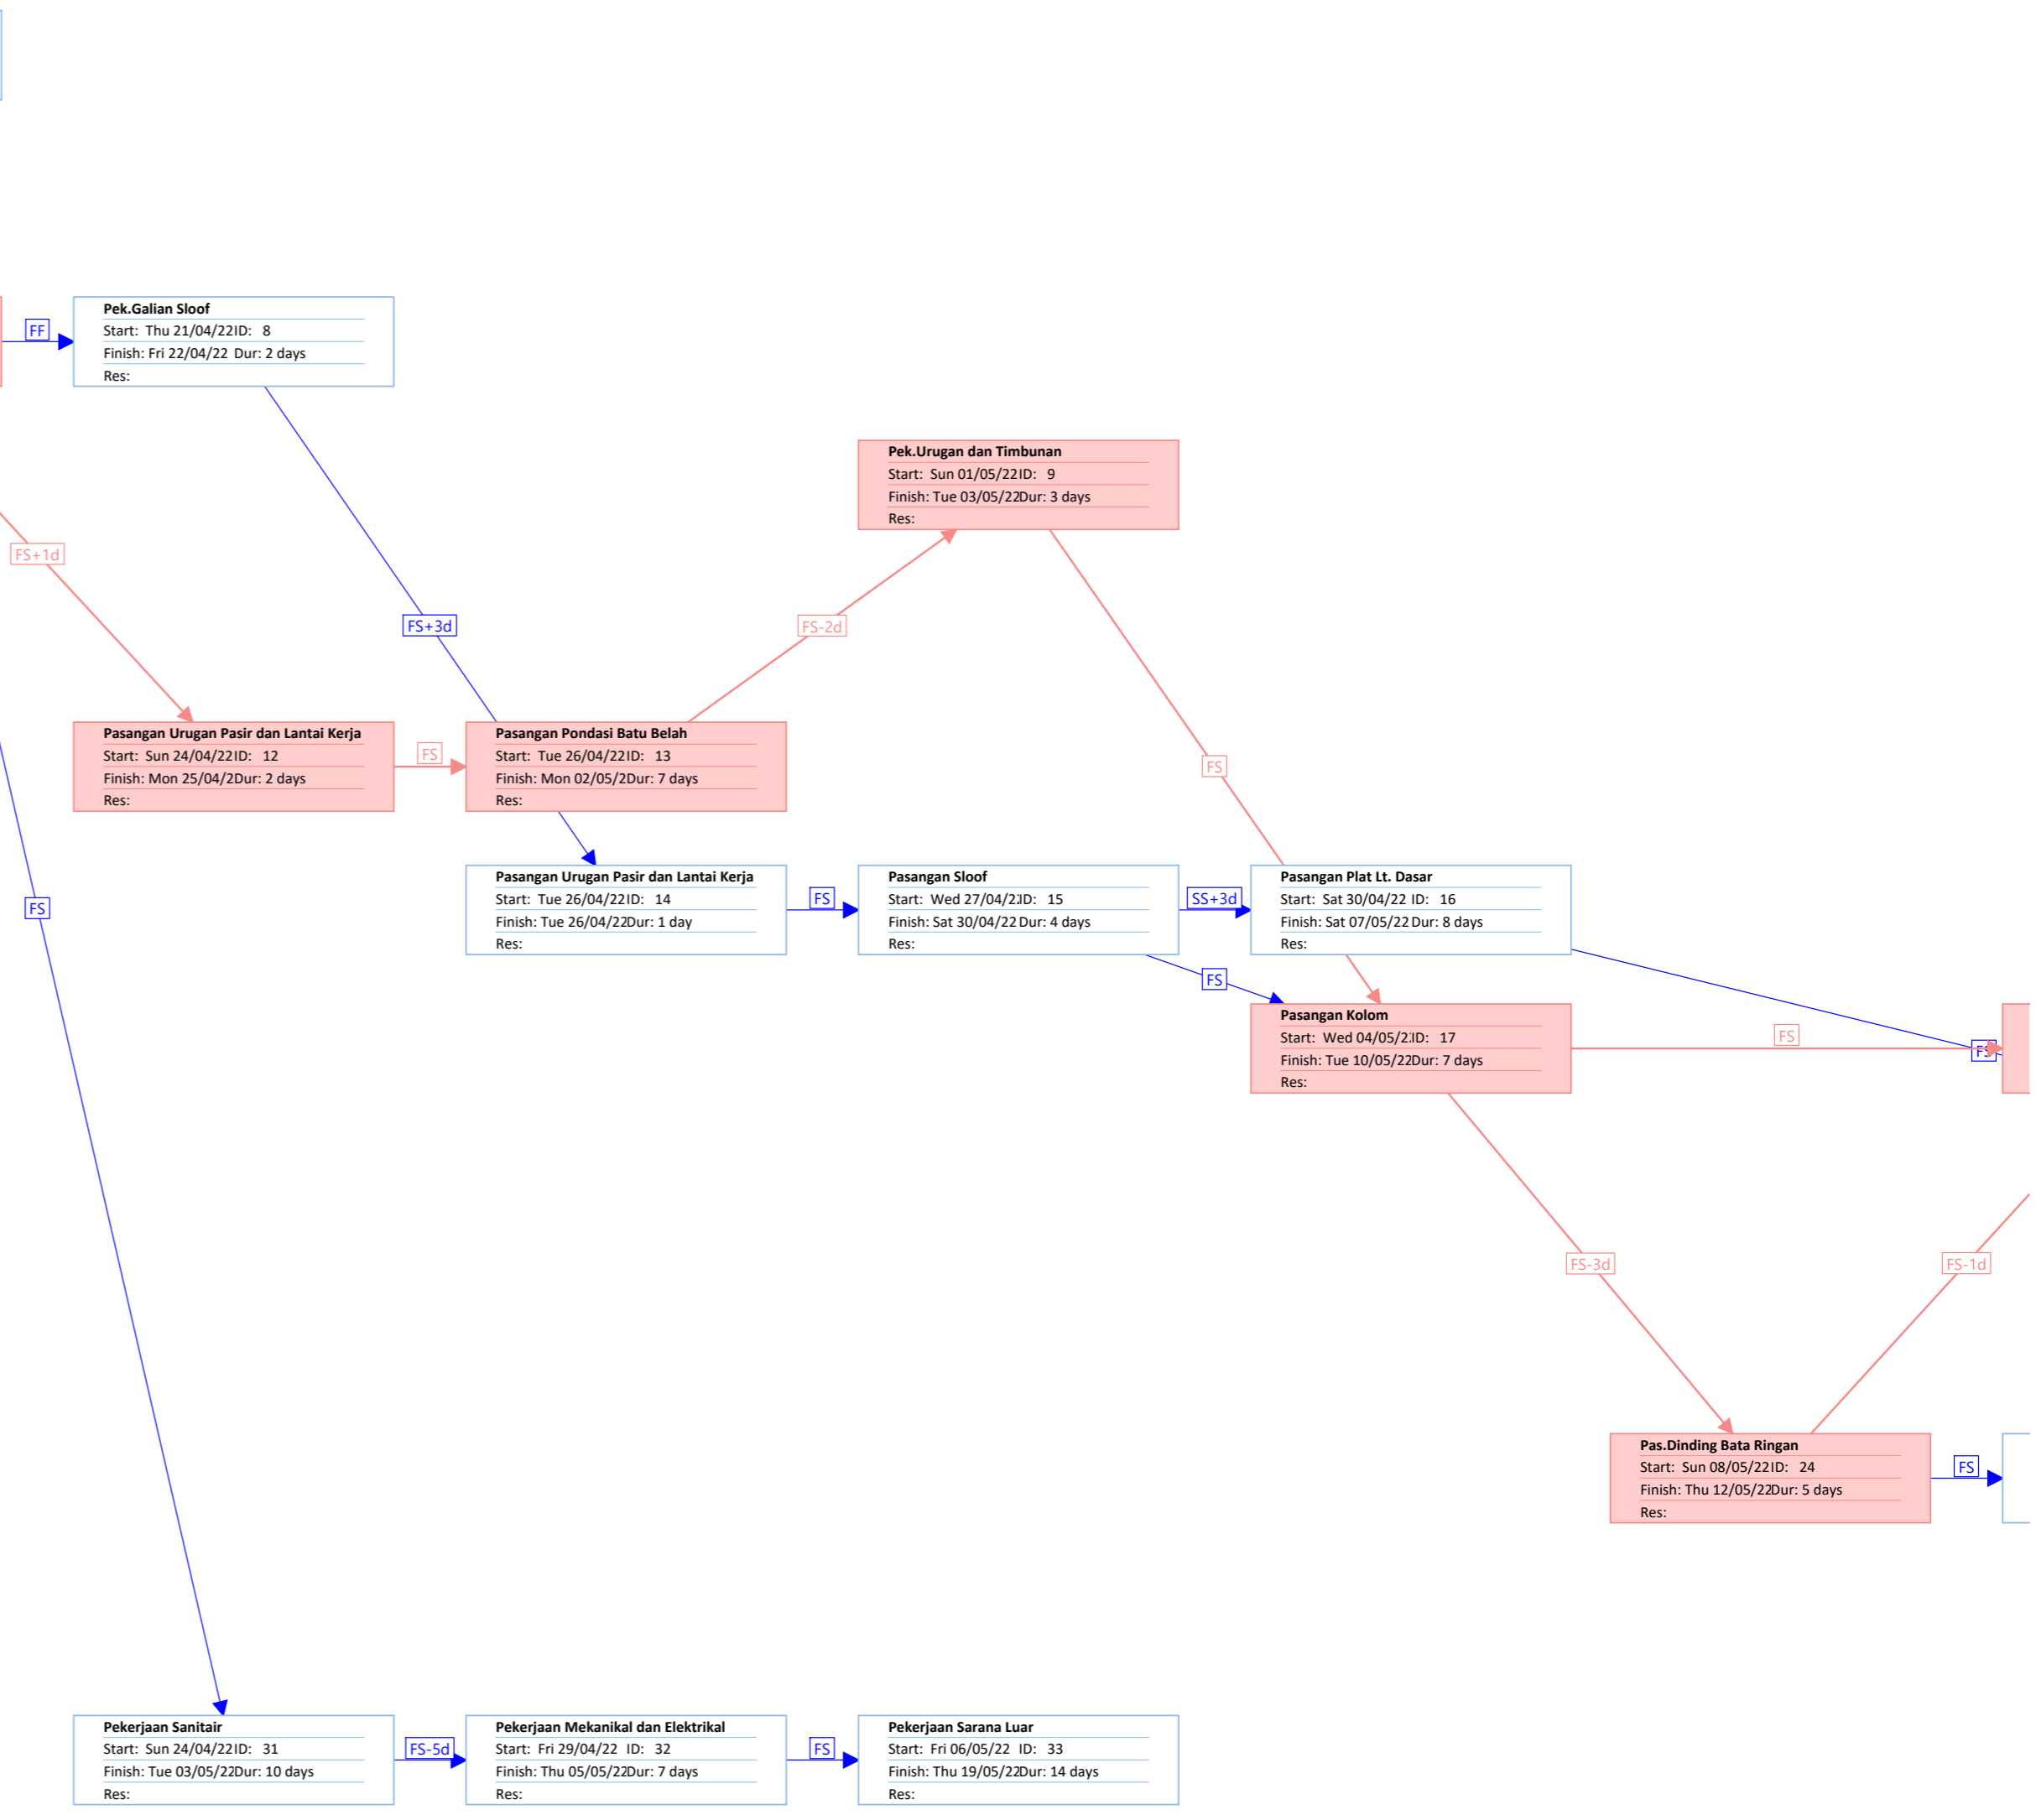 FF
Pek.Galian Sloof
Start: Thu 21/04/22 ID: 8
Finish: Fri 22/04/22 Dur: 2 days
Res:
Pek.Urugan dan Timbunan
Start: Sun 01/05/22 ID: 9
Finish: Tue 03/05/22 Dur: 3 days
Res:
FS+1d
FS+3d
FS-2d
Pasangan Urugan Pasir dan Lantai Kerja
Start: Sun 24/04/22 ID: 12
Finish: Mon 25/04/2 Dur: 2 days
Res:
FS
Pasangan Pondasi Batu Belah
Start: Tue 26/04/22 ID: 13
Finish: Mon 02/05/2 Dur: 7 days
Res:
FS
FS
Pasangan Urugan Pasir dan Lantai Kerja
Start: Tue 26/04/22 ID: 14
Finish: Tue 26/04/22 Dur: 1 day
Res:
FS
Pasangan Sloof
Start: Wed 27/04/2 ID: 15
Finish: Sat 30/04/22 Dur: 4 days
Res:
SS+3d
Pasangan Plat Lt. Dasar
Start: Sat 30/04/22 ID: 16
Finish: Sat 07/05/22 Dur: 8 days
Res:
FS
Pasangan Kolom
Start: Wed 04/05/2 ID: 17
Finish: Tue 10/05/22 Dur: 7 days
Res:
FS
FS
FS-3d
FS-1d
Pas.Dinding Bata Ringan
Start: Sun 08/05/22 ID: 24
Finish: Thu 12/05/22 Dur: 5 days
Res:
FS
Pekerjaan Sanitair
Start: Sun 24/04/22 ID: 31
Finish: Tue 03/05/22 Dur: 10 days
Res:
FS-5d
Pekerjaan Mekanikal dan Elektrikal
Start: Fri 29/04/22 ID: 32
Finish: Thu 05/05/22 Dur: 7 days
Res:
FS
Pekerjaan Sarana Luar
Start: Fri 06/05/22 ID: 33
Finish: Thu 19/05/22 Dur: 14 days
Res: